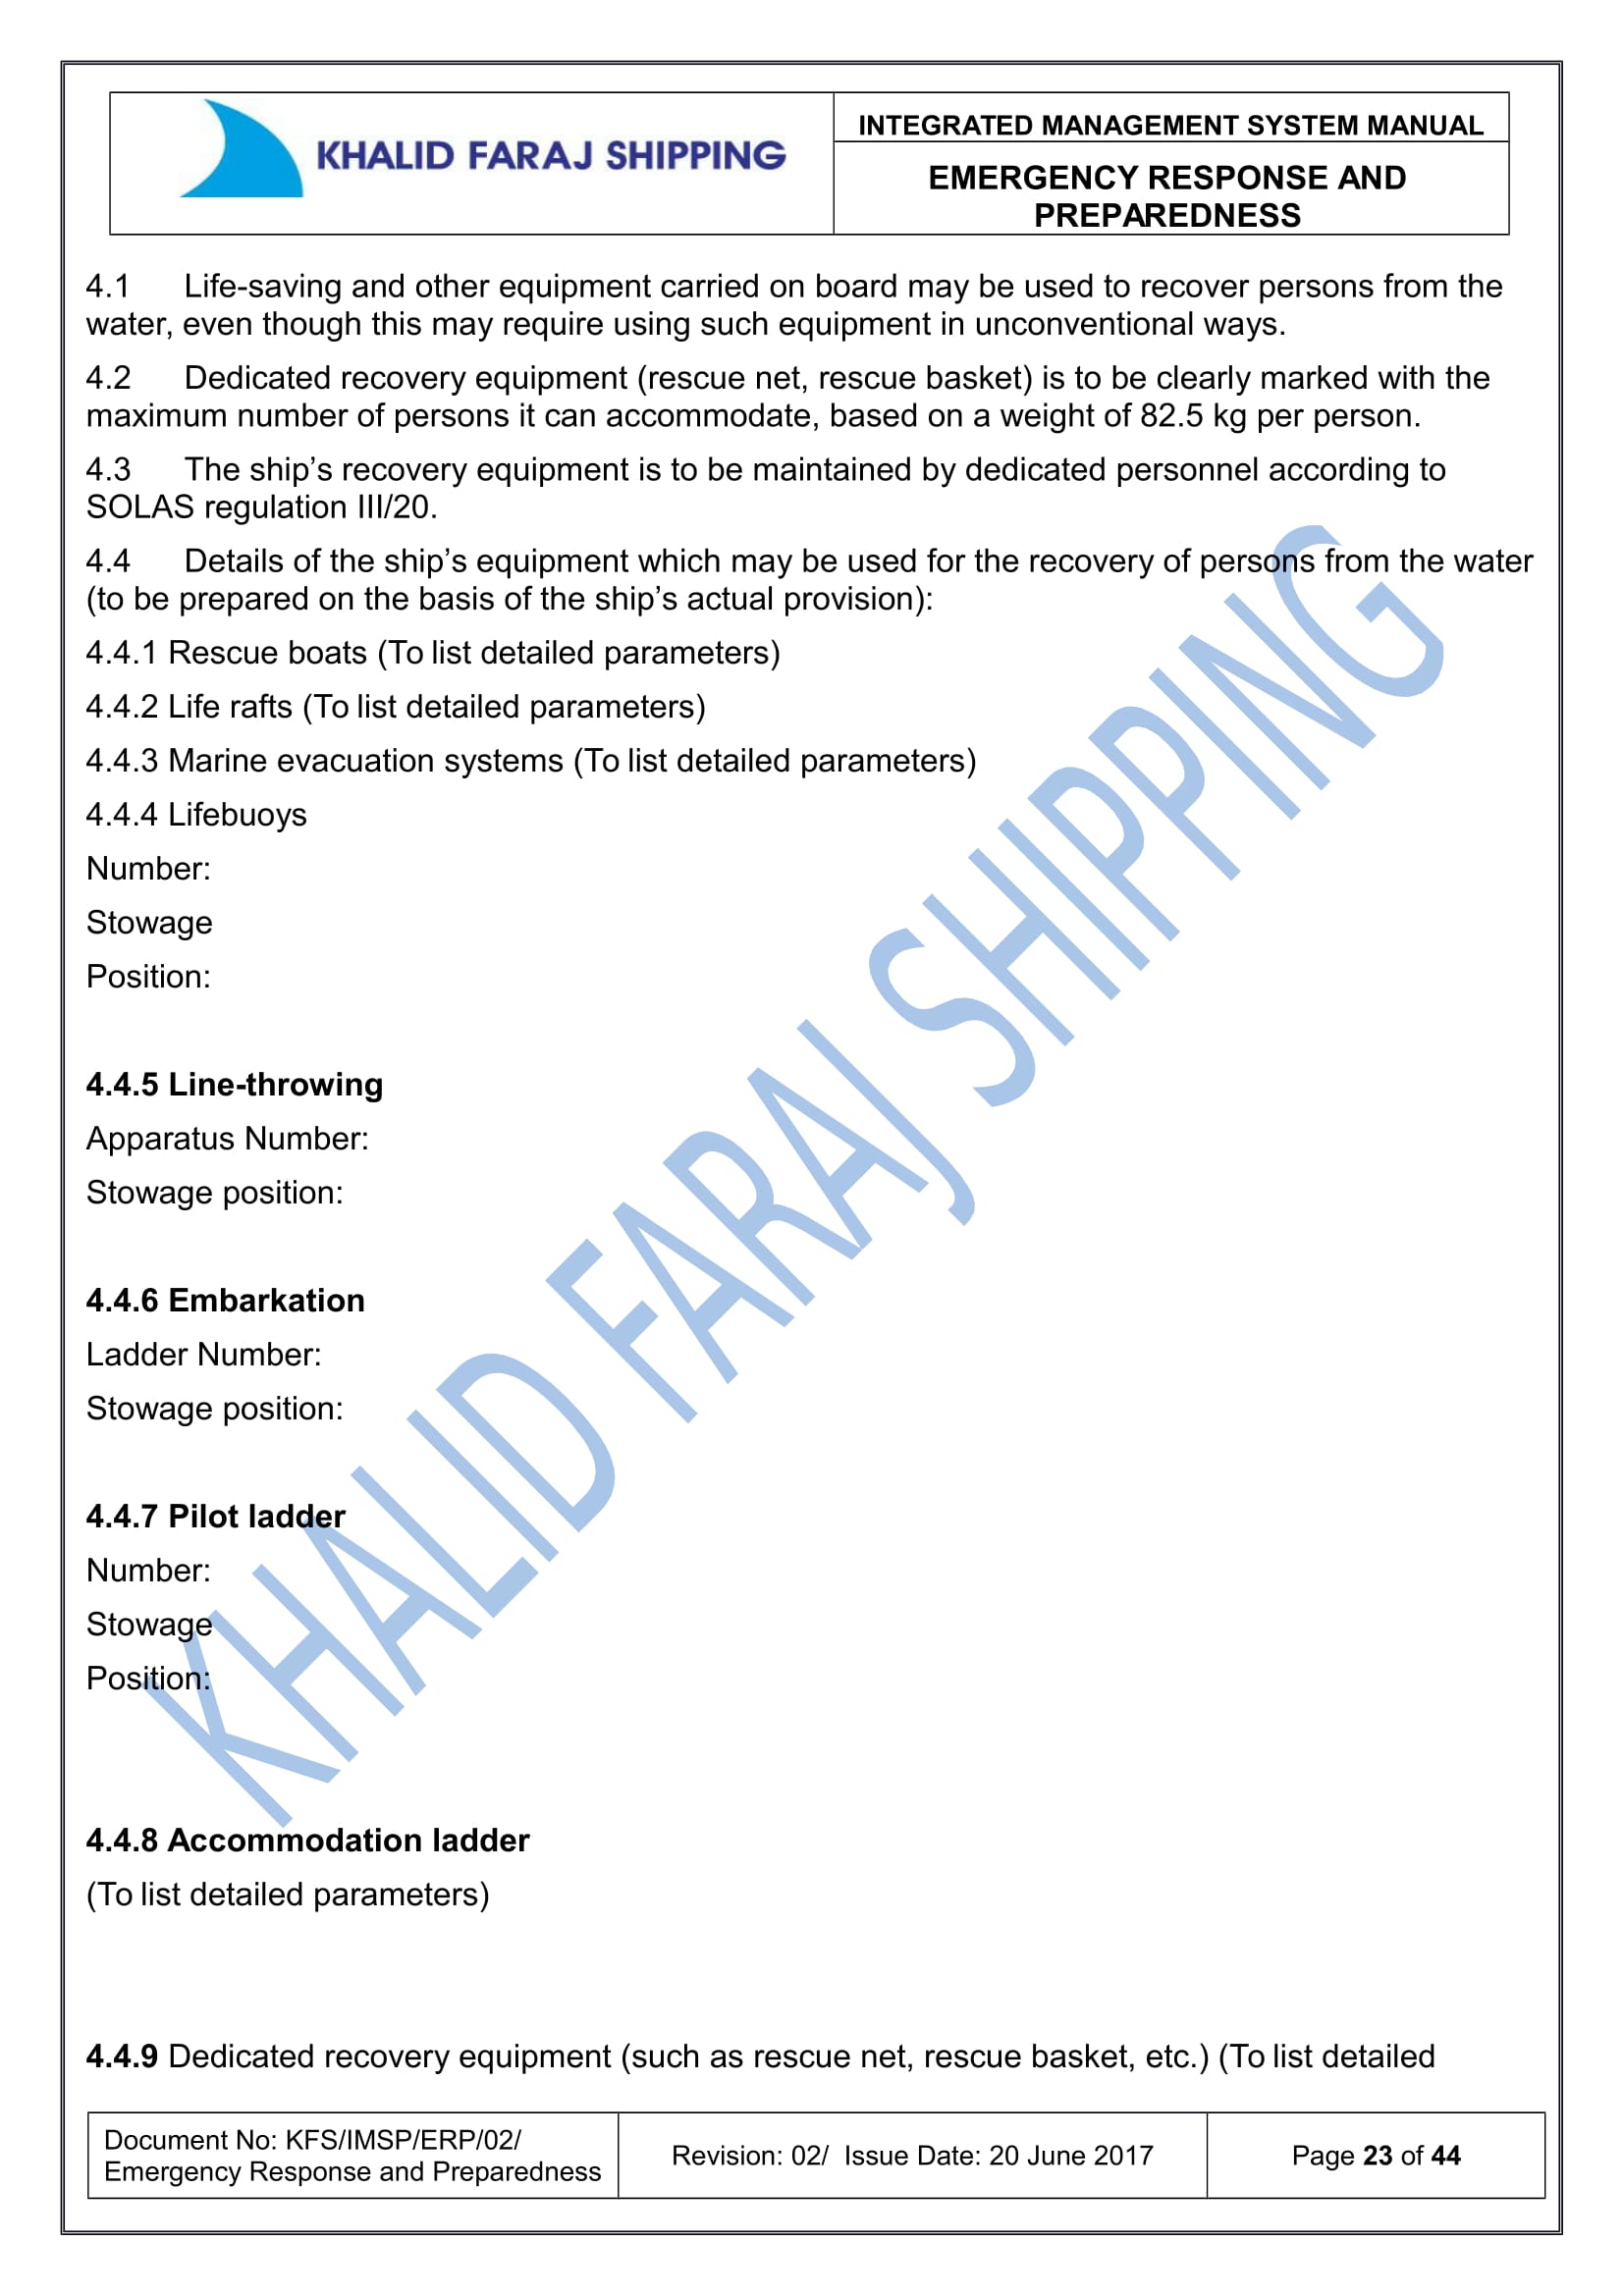 KHALID FARAJ SHIPPING
INTEGRATED MANAGEMENT SYSTEM MANUAL
EMERGENCY RESPONSE AND
PREPAREDNESS
4.1 Life-saving and other equipment carried on board may be used to recover persons from the
water, even though this may require using such equipment in unconventional ways.
4.2 Dedicated recovery equipment (rescue net, rescue basket) is to be clearly marked with the
maximum number of persons it can accommodate, based on a weight of 82.5 kg per person.
4.3 The ship’s recovery equipment is to be maintained by dedicated personnel according to
SOLAS regulation III/20.
4.4 Details of the ship’s equipment which may be used for the recovery of persons from the water
(to be prepared on the basis of the ship’s actual provision):
4.4.1 Rescue boats (To list detailed parameters)
4.4.2 Life rafts (To list detailed parameters)
4.4.3 Marine evacuation systems (To list detailed parameters)
4.4.4 Lifebuoys
Number:
Stowage
Position:
4.4.5 Line-throwing
Apparatus Number:
Stowage position:
4.4.6 Embarkation
Ladder Number:
Stowage position:
4.4.7 Pilot ladder
Number:
Stowage
Position:
4.4.8 Accommodation ladder
(To list detailed parameters)
4.4.9 Dedicated recovery equipment (such as rescue net, rescue basket, etc.) (To list detailed
KHALID FARAJ SHIPPING
Document No: KFS/IMSP/ERP/02/
Emergency Response and Preparedness
Revision: 02/ Issue Date: 20 June 2017
Page 23 of 44